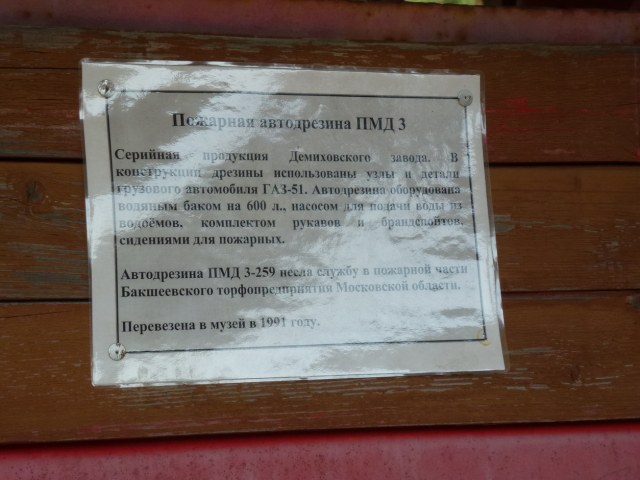 Пожарная автодрезина ПМД 3
Серийная - продукция Демиховского завода. В
конструкции дрезины использованы узлы и детали
грузового автомобиля ГАЗ-51. Автодрезина оборудована
водяным баком на 600 л., насосом для подачи воды из
водоёмов, комплектом рукавов и брандспойтов,
сидениями для пожарных.
Автодрезина ПМД 3-259 несла службу в пожарной части
Бакшеевского торфопредприятия Московской области.
Перевезена в музей в 1991 году.